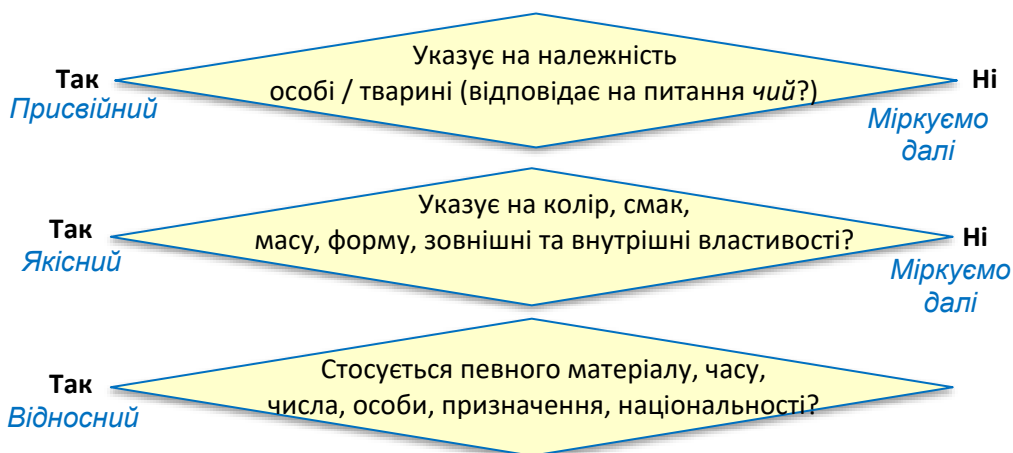 Указує на належність
особі / тварині (відповідає на питання чий?)
Так
Присвійний
Ні
Міркуємо
далі
Указує на колір, смак,
масу, форму, зовнішні та внутрішні властивості?
Так
Якісний
Ні
Міркуємо
далі
Стосується певного матеріалу, часу,
числа, особи, призначення, національності?
Так
Відносний